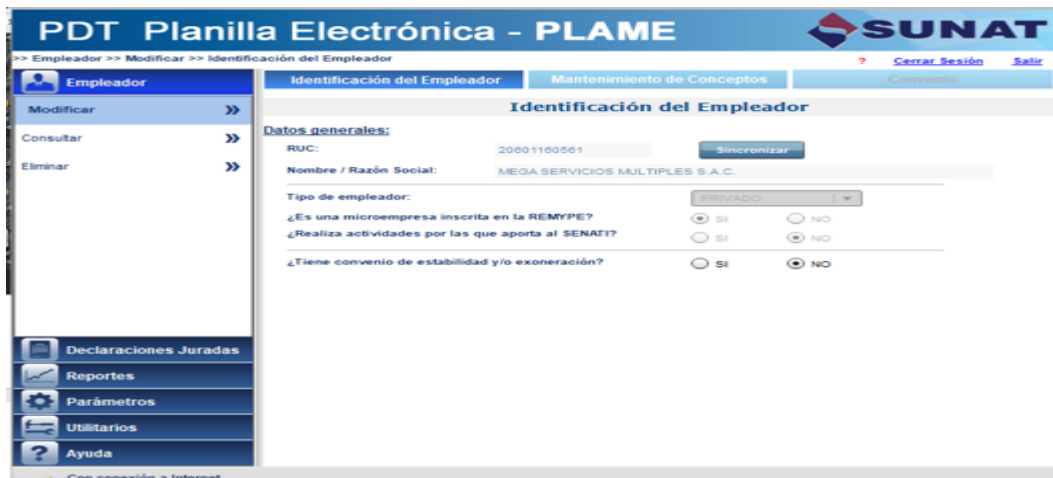 PDT Planilla Electrónica - PLAME
SUNAT
>> Empleador >> Modificar >> Identificación del Empleador
? Cerrar Sesión Salir
Empleador
Identificación del Empleador Mantenimiento de Conceptos Convenio
Modificar
Identificación del Empleador
Consultar
Datos generales:
RUC: 20601160561 Sincronizar
Eliminar
Nombre / Razón Social: MEGA SERVICIOS MULTIPLES S.A.C.
Tipo de empleador: PRIVADO
¿Es una microempresa inscrita en la REMYPE? SI NO
¿Realiza actividades por las que aporta al SENATI? SI NO
¿Tiene convenio de estabilidad y/o exoneración? SI NO
Declaraciones Juradas
Reportes
Parámetros
Utilitarios
? Ayuda
Con conexión a Internet